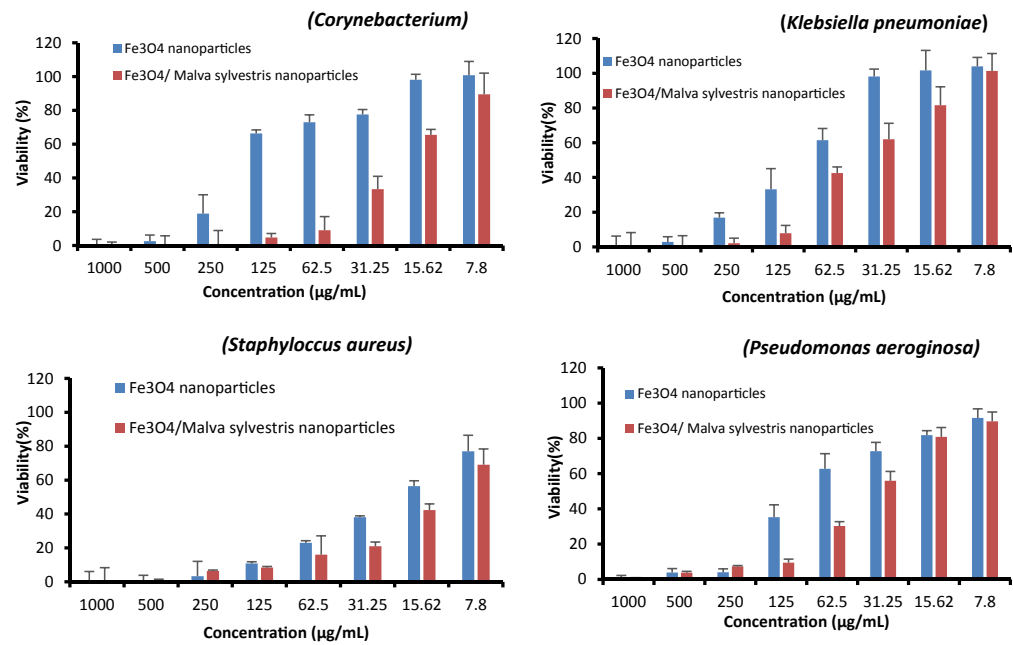 (Corynebacterium)
120
100
80
60
40
20
0
Viability (%)
Fe3O4 nanoparticles
Fe3O4/ Malva sylvestris nanoparticles
1000 500 250 125 62.5 31.25 15.62 7.8
Concentration (µg/mL)
(Klebsiella pneumoniae)
120
100
80
60
40
20
0
Viability(%)
Fe3O4 nanoparticles
Fe3O4/Malva sylvestris nanoparticles
1000 500 250 125 62.5 31.25 15.62 7.8
Concentration (µg/mL)
(Staphyloccus aureus)
120
100
80
60
40
20
0
Viability(%)
Fe3O4 nanoparticles
Fe3O4/Malva sylvestris nanoparticles
1000 500 250 125 62.5 31.25 15.62 7.8
Concentration (µg/mL)
(Pseudomonas aeroginosa)
120
100
80
60
40
20
0
Viability(%)
Fe3O4 nanoparticles
Fe3O4/ Malva sylvestris nanoparticles
1000 500 250 125 62.5 31.25 15.62 7.8
Concentration (µg/mL)